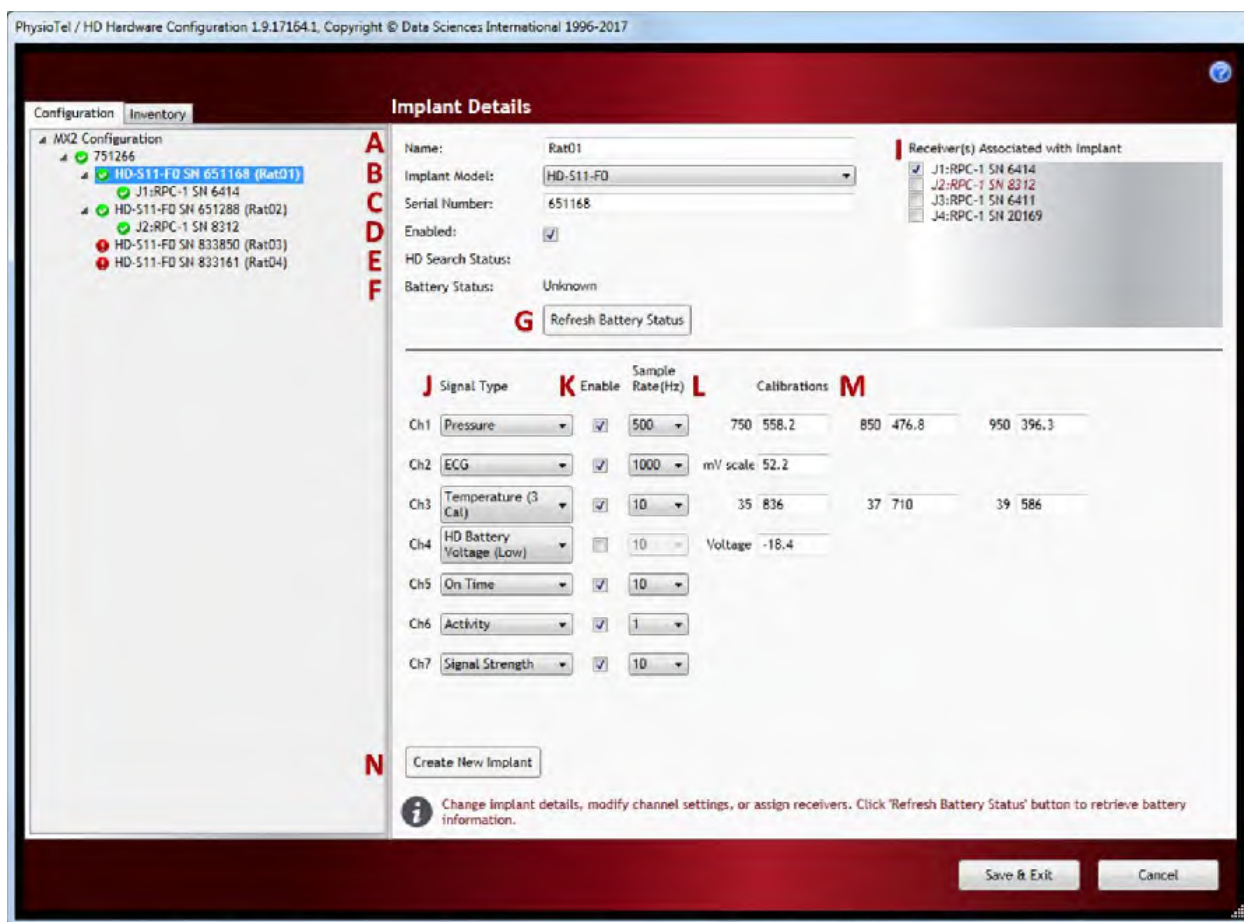 PhysioTel / HD Hardware Configuration 1.9.17164.1, Copyright © Data Sciences International 1996-2017
Configuration Inventory
MX2 Configuration
751266
HD-S11-F0 SN 651168 (Rat01)
J1:RPC-1 SN 6414
HD-S11-F0 SN 651288 (Rat02)
J2:RPC-1 SN 8312
HD-S11-F0 SN 833850 (Rat03)
HD-S11-F0 SN 833161 (Rat04)
Implant Details
A Name: Rat01
B Implant Model: HD-S11-F0
C Serial Number: 651168
D Enabled:
E HD Search Status:
F Battery Status: Unknown
G Refresh Battery Status
I Receiver(s) Associated with Implant
J1:RPC-1 SN 6414
J2:RPC-1 SN 8312
J3:RPC-1 SN 6411
J4:RPC-1 SN 20169
J Signal Type K Enable Sample Rate(Hz) L Calibrations M
Ch1 Pressure 500 750 558.2 850 476.8 950 396.3
Ch2 ECG 1000 mV scale 52.2
Ch3 Temperature (3 Cal) 10 35 836 37 710 39 586
Ch4 HD Battery Voltage (Low) 10 Voltage -18.4
Ch5 On Time 10
Ch6 Activity 1
Ch7 Signal Strength 10
N Create New Implant
Change implant details, modify channel settings, or assign receivers. Click 'Refresh Battery Status' button to retrieve battery
information.
Save & Exit Cancel